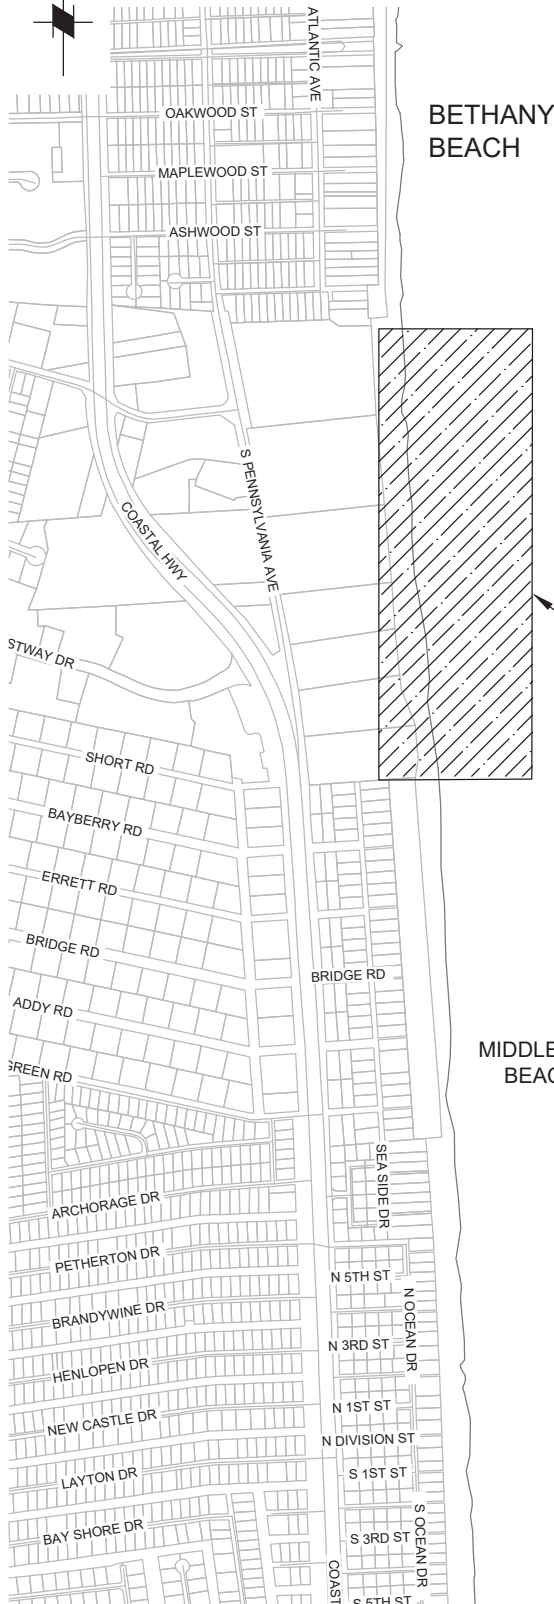 ATLANTIC AVE
OAKWOOD ST
BETHANY
BEACH
MAPLEWOOD ST
ASHWOOD ST
S PENNSYLVANIA AVE
COASTAL HWY
STWAY DR
SHORT RD
BAYBERRY RD
ERRETT RD
BRIDGE RD
BRIDGE RD
ADDY RD
MIDDLE
BEAC
GREEN RD
SEA SIDE DR
ARCHORAGE DR
PETHERTON DR
N 5TH ST
N OCEAN DR
BRANDYWINE DR
N 3RD ST
HENLOPEN DR
N 1ST ST
NEW CASTLE DR
N DIVISION ST
S 1ST ST
LAYTON DR
S OCEAN DR
BAY SHORE DR
S 3RD ST
COAST
S 5TH ST